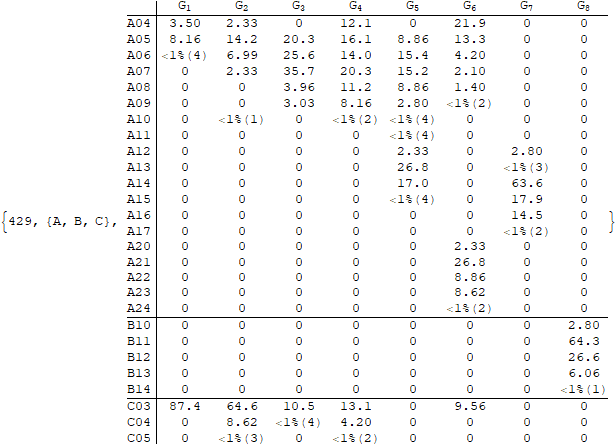 G1 G2 G3 G4 G5 G6 G7 G8
A04 3.50 2.33 0 12.1 0 21.9 0 0
A05 8.16 14.2 20.3 16.1 8.86 13.3 0 0
A06 <1%(4) 6.99 25.6 14.0 15.4 4.20 0 0
A07 0 2.33 35.7 20.3 15.2 2.10 0 0
A08 0 0 3.96 11.2 8.86 1.40 0 0
A09 0 0 3.03 8.16 2.80 <1%(2) 0 0
A10 0 <1%(1) 0 <1%(2) <1%(4) 0 0 0
A11 0 0 0 0 <1%(4) 0 0 0
A12 0 0 0 0 2.33 0 2.80 0
A13 0 0 0 0 26.8 0 <1%(3) 0
A14 0 0 0 0 17.0 0 63.6 0
A15 0 0 0 0 <1%(4) 0 17.9 0
{429, {A, B, C}, A16 0 0 0 0 0 0 14.5 0 }
A17 0 0 0 0 0 0 <1%(2) 0
A20 0 0 0 0 0 2.33 0 0
A21 0 0 0 0 0 26.8 0 0
A22 0 0 0 0 0 8.86 0 0
A23 0 0 0 0 0 8.62 0 0
A24 0 0 0 0 0 <1%(2) 0 0
B10 0 0 0 0 0 0 0 2.80
B11 0 0 0 0 0 0 0 64.3
B12 0 0 0 0 0 0 0 26.6
B13 0 0 0 0 0 0 0 6.06
B14 0 0 0 0 0 0 0 <1%(1)
C03 87.4 64.6 10.5 13.1 0 9.56 0 0
C04 0 8.62 <1%(4) 4.20 0 0 0 0
C05 0 <1%(3) 0 <1%(2) 0 0 0 0